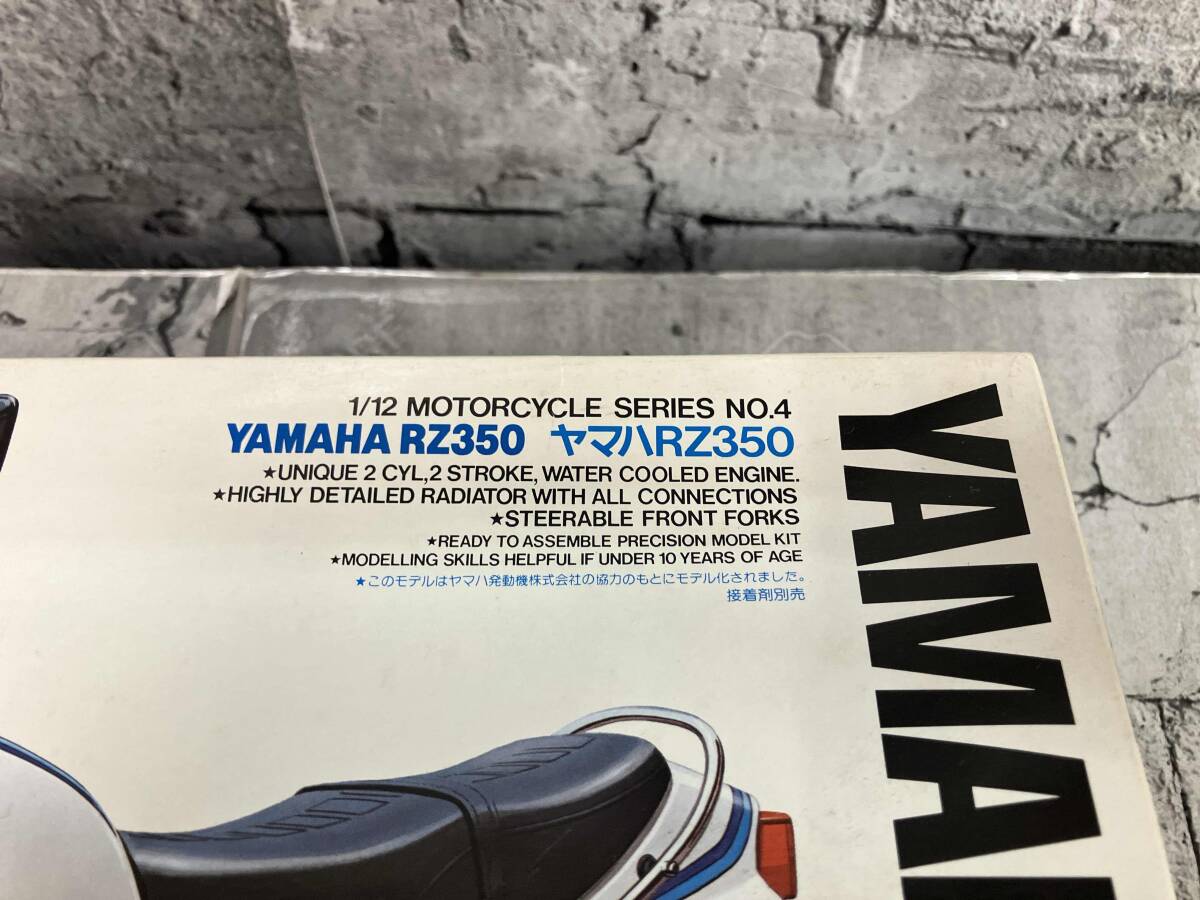 1/12 MOTORCYCLE SERIES NO.4
YAMAHA RZ350 ヤマハRZ350
★UNIQUE 2 CYL,2 STROKE, WATER COOLED ENGINE.
★HIGHLY DETAILED RADIATOR WITH ALL CONNECTIONS
★STEERABLE FRONT FORKS
★READY TO ASSEMBLE PRECISION MODEL KIT
★MODELLING SKILLS HELPFUL IF UNDER 10 YEARS OF AGE
★このモデルはヤマハ発動機株式会社の協力のもとにモデル化されました。
接着剤別売
YAMA